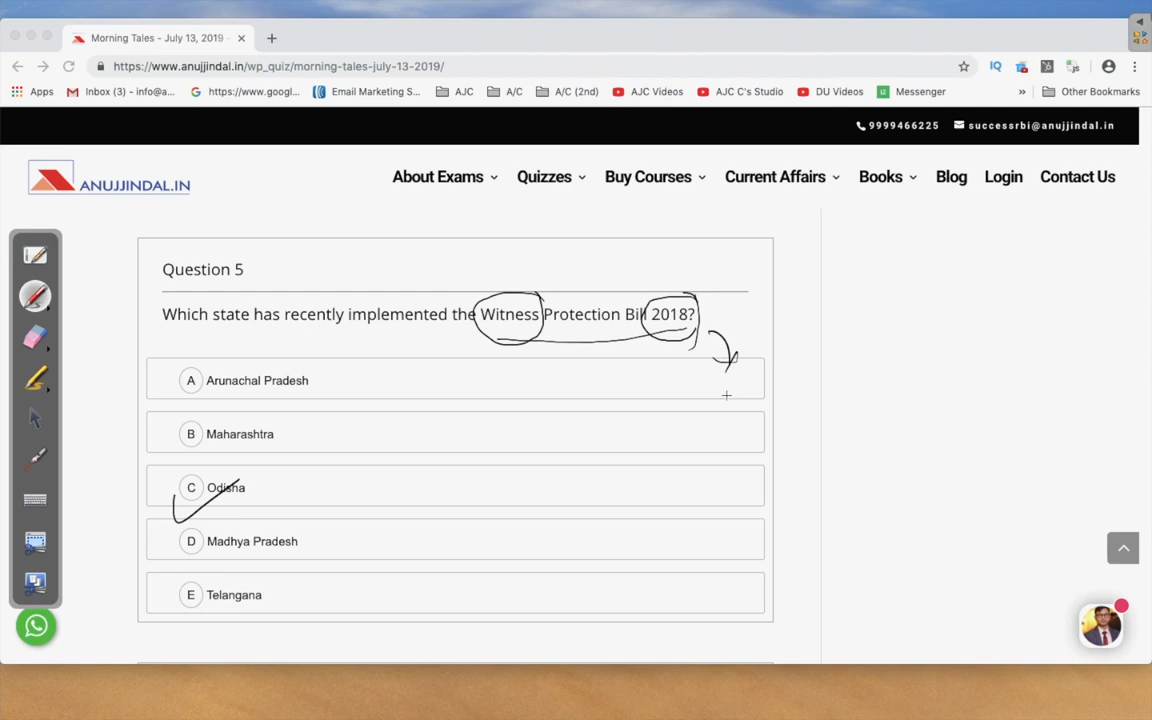 Morning Tales - July 13, 2019 -
https://www.anujjindal.in/wp_quiz/morning-tales-july-13-2019/
IQ
Apps
Inbox (3) - info@a...
https://www.googl...
Email Marketing S...
AJC
A/C
A/C (2nd)
AJC Videos
AJC C's Studio
DU Videos
Messenger
»
Other Bookmarks
9999466225
successrbi@anujjindal.in
ANUJJINDAL.IN
About Exams
Quizzes
Buy Courses
Current Affairs
Books
Blog
Login
Contact Us
Question 5
Which state has recently implemented the Witness Protection Bill 2018?
A Arunachal Pradesh
B Maharashtra
C Odisha
D Madhya Pradesh
E Telangana